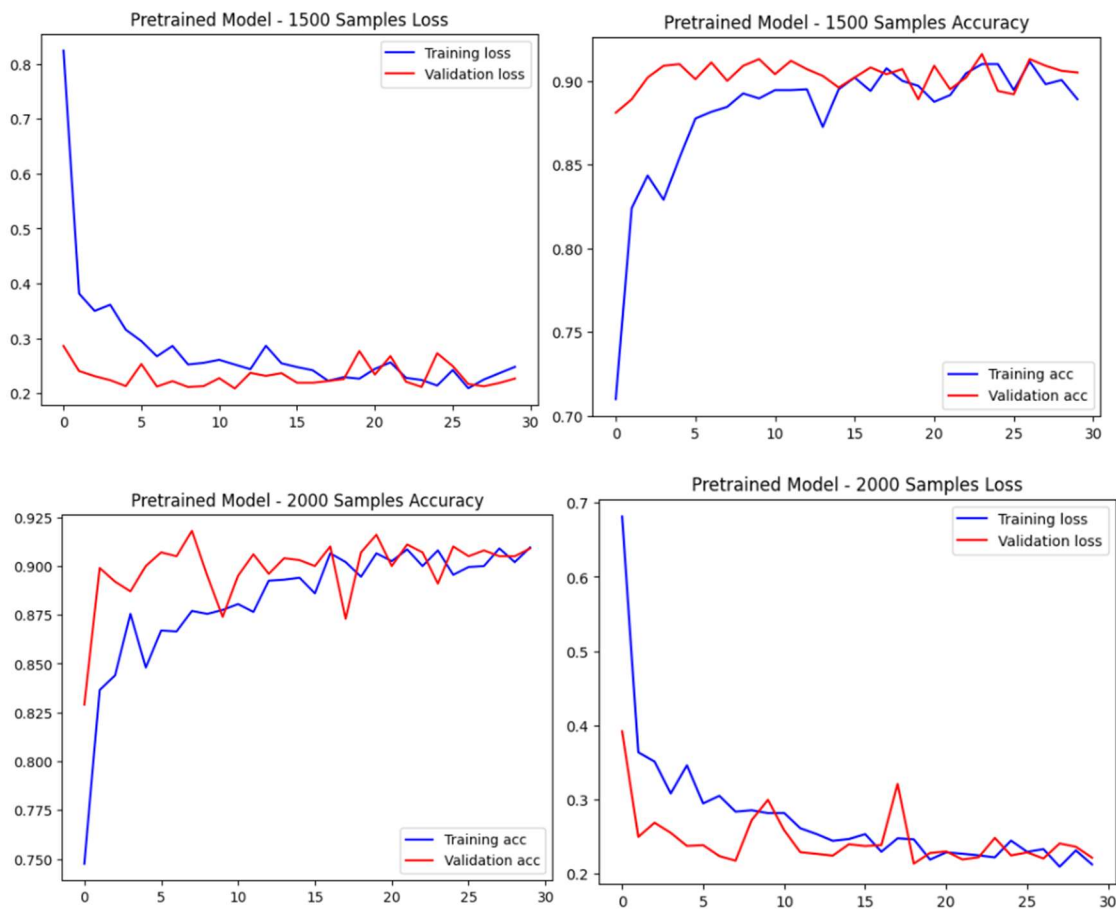 Pretrained Model - 1500 Samples Loss
Training loss
Validation loss
0.8
0.7
0.6
0.5
0.4
0.3
0.2
0 5 10 15 20 25 30
Pretrained Model - 1500 Samples Accuracy
0.90
0.85
0.80
0.75
0.70
Training acc
Validation acc
0 5 10 15 20 25 30
Pretrained Model - 2000 Samples Accuracy
0.925
0.900
0.875
0.850
0.825
0.800
0.775
0.750
Training acc
Validation acc
0 5 10 15 20 25 30
Pretrained Model - 2000 Samples Loss
0.7
Training loss
Validation loss
0.6
0.5
0.4
0.3
0.2
0 5 10 15 20 25 30